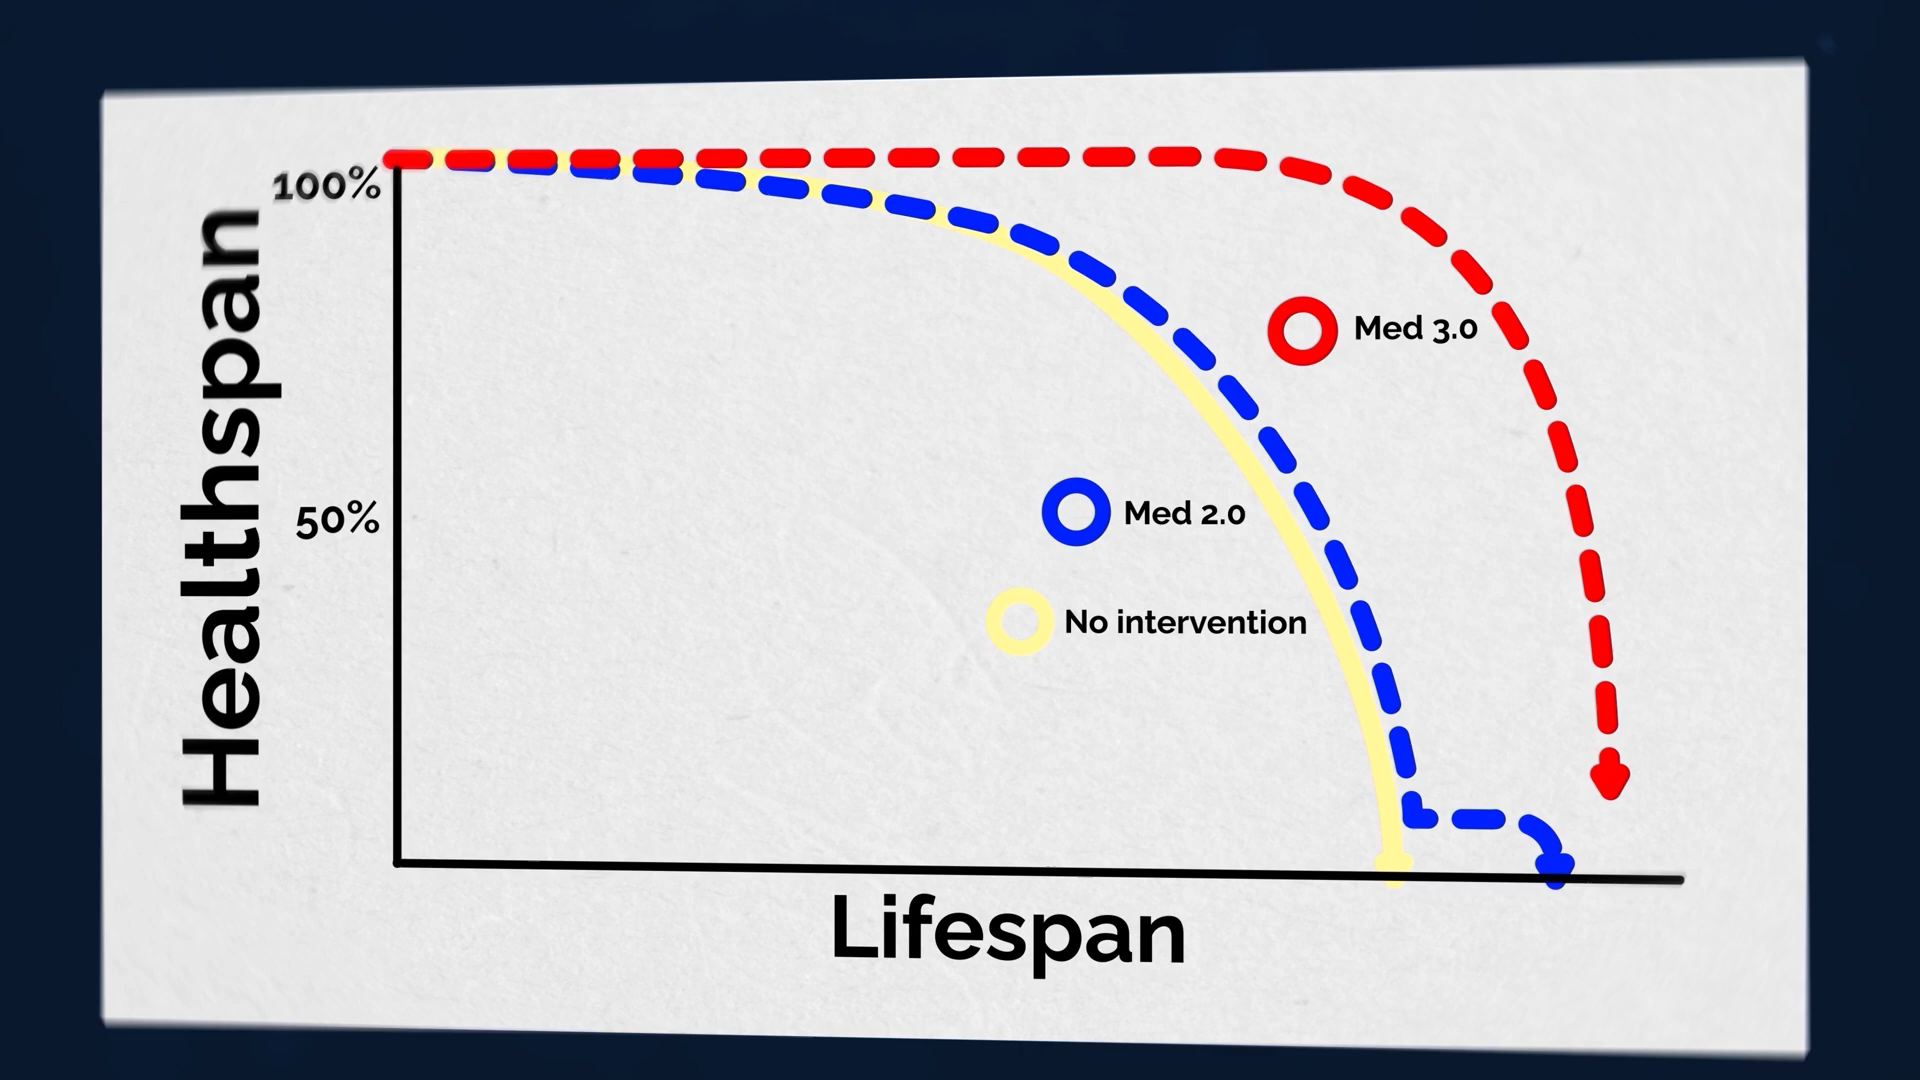 100%
Healthspan
50%
Med 3.0
Med 2.0
No intervention
Lifespan